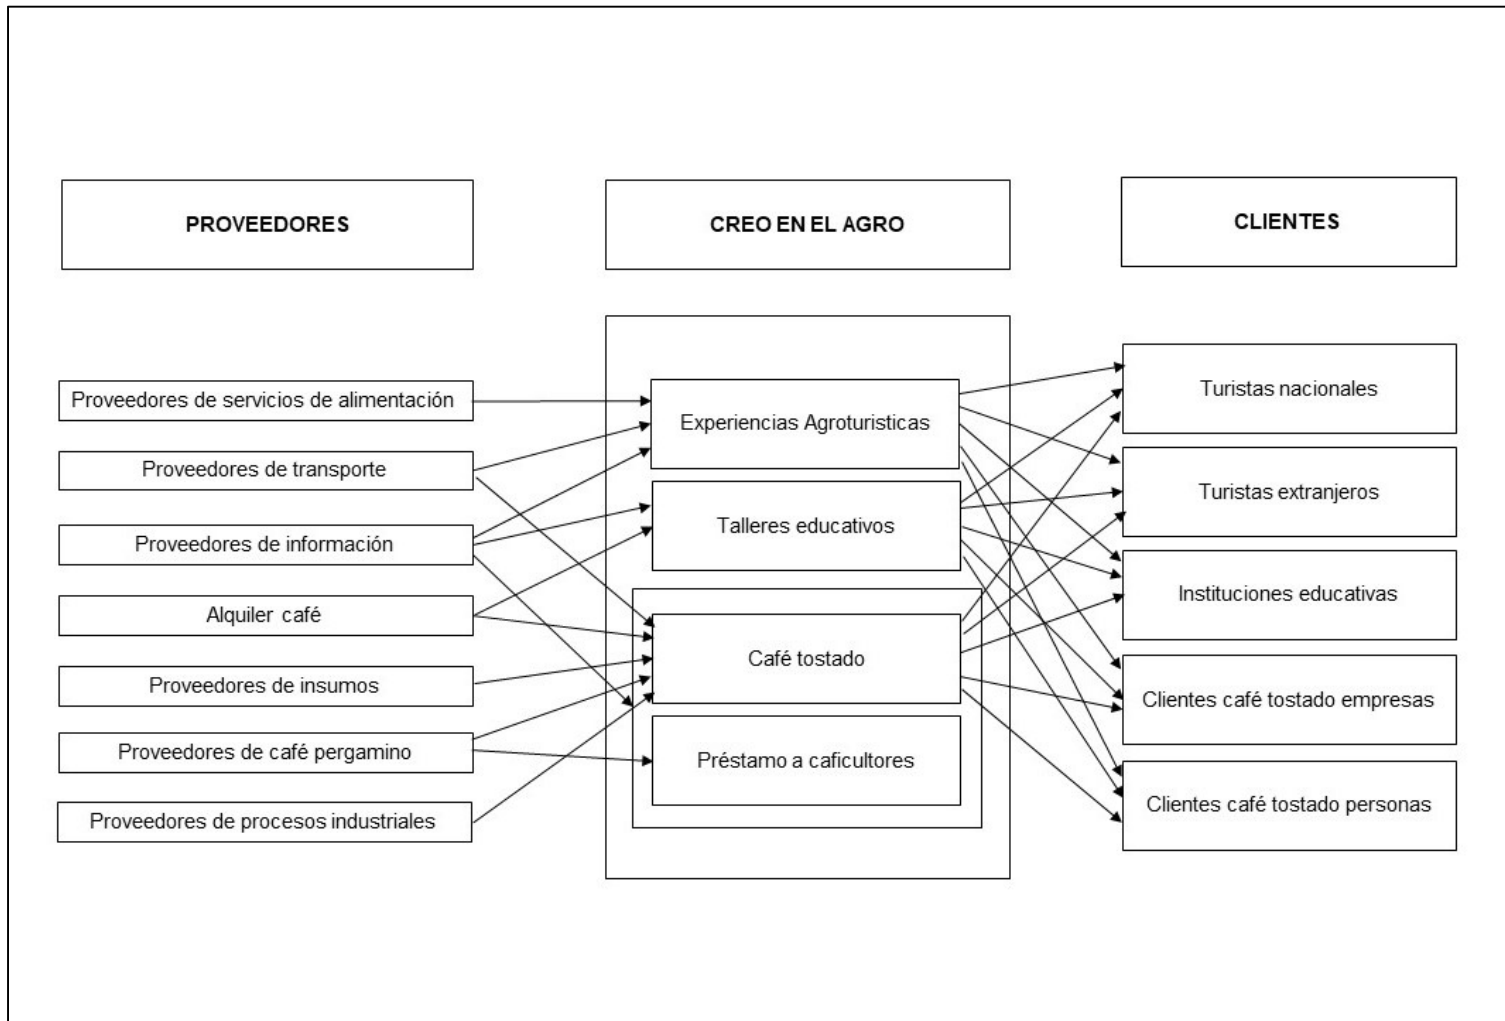 PROVEEDORES
CREO EN EL AGRO
CLIENTES
Proveedores de servicios de alimentación
Proveedores de transporte
Proveedores de información
Alquiler café
Proveedores de insumos
Proveedores de café pergamino
Proveedores de procesos industriales
Experiencias Agroturisticas
Talleres educativos
Café tostado
Préstamo a caficultores
Turistas nacionales
Turistas extranjeros
Instituciones educativas
Clientes café tostado empresas
Clientes café tostado personas